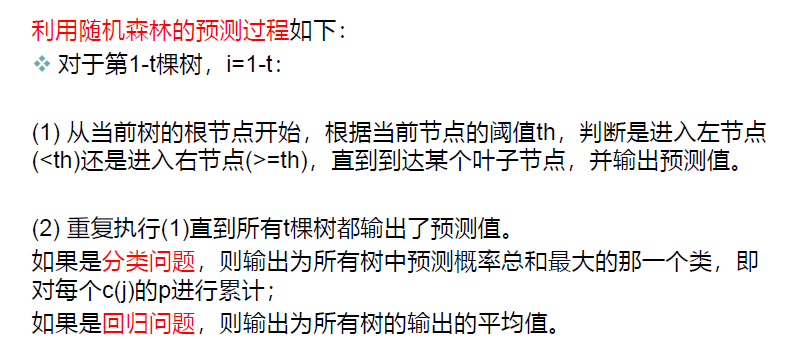 利用随机森林的预测过程如下：
❖ 对于第1-t棵树，i=1-t：
(1) 从当前树的根节点开始，根据当前节点的阈值th，判断是进入左节点
(<th)还是进入右节点(>=th)，直到到达某个叶子节点，并输出预测值。
(2) 重复执行(1)直到所有t棵树都输出了预测值。
如果是分类问题，则输出为所有树中预测概率总和最大的那一个类，即
对每个c(j)的p进行累计；
如果是回归问题，则输出为所有树的输出的平均值。